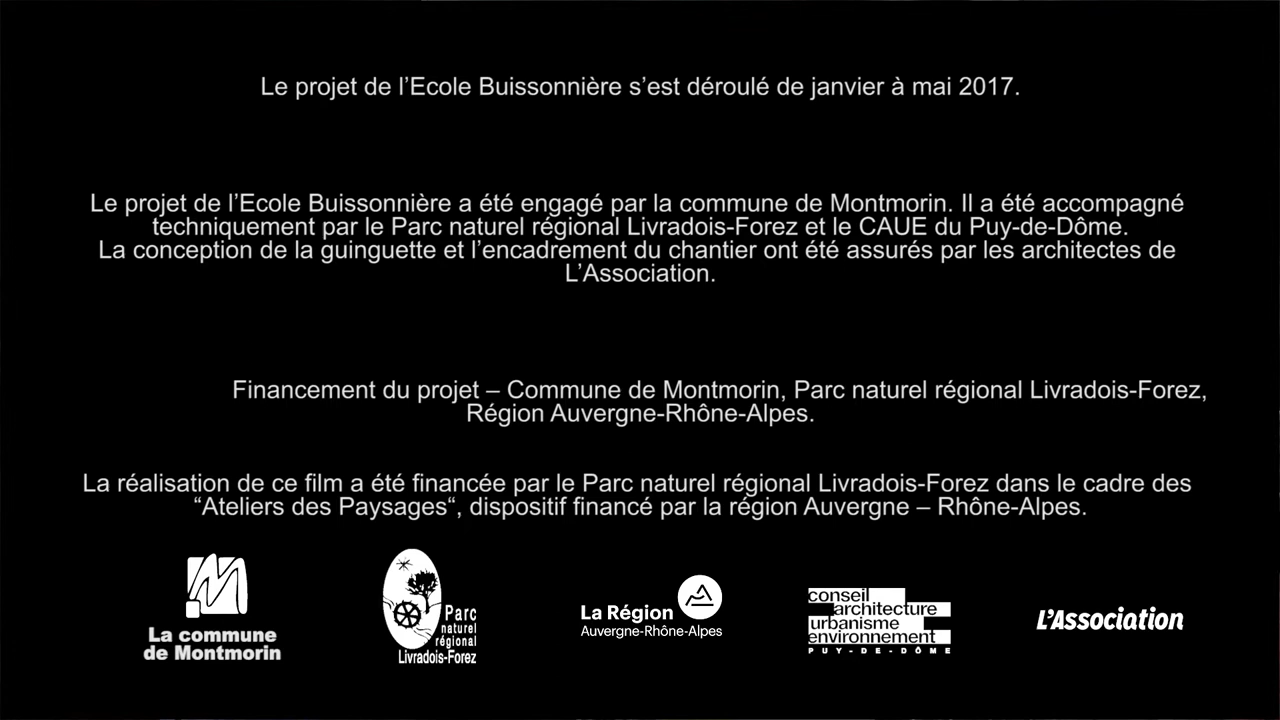 Le projet de l’Ecole Buissonnière s’est déroulé de janvier à mai 2017.
Le projet de l’Ecole Buissonnière a été engagé par la commune de Montmorin. Il a été accompagné
techniquement par le Parc naturel régional Livradois-Forez et le CAUE du Puy-de-Dôme.
La conception de la guinguette et l’encadrement du chantier ont été assurés par les architectes de
L’Association.
Financement du projet – Commune de Montmorin, Parc naturel régional Livradois-Forez,
Région Auvergne-Rhône-Alpes.
La réalisation de ce film a été financée par le Parc naturel régional Livradois-Forez dans le cadre des
“Ateliers des Paysages“, dispositif financé par la région Auvergne – Rhône-Alpes.
La commune
de Montmorin
Parc
naturel
régional
Livradois-Forez
La Région
Auvergne-Rhône-Alpes
conseil
architecture
urbanisme
environnement
PUY-DE-DÔME
L’Association